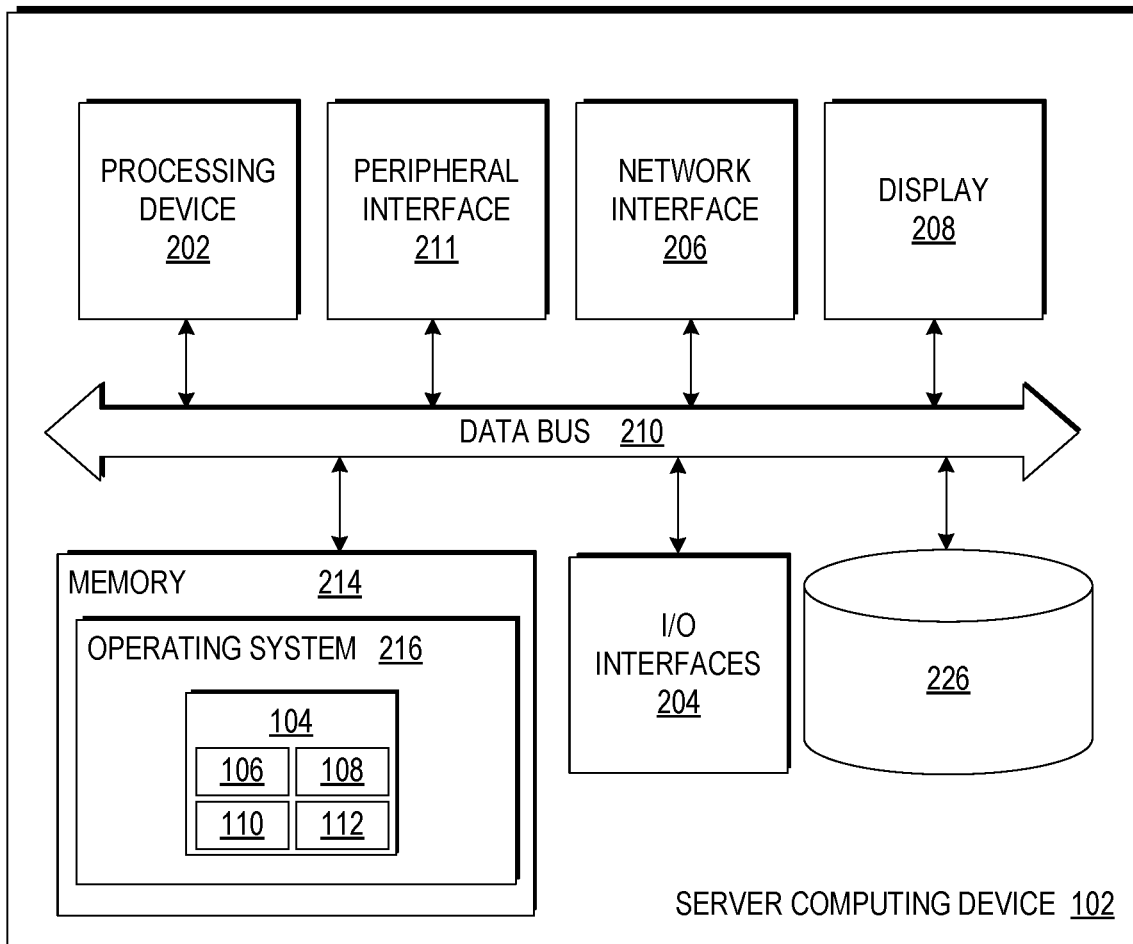 PROCESSING
DEVICE
202
PERIPHERAL
INTERFACE
211
NETWORK
INTERFACE
206
DISPLAY
208
DATA BUS 210
MEMORY 214
OPERATING SYSTEM 216
104
106 108
110 112
I/O
INTERFACES
204
226
SERVER COMPUTING DEVICE 102